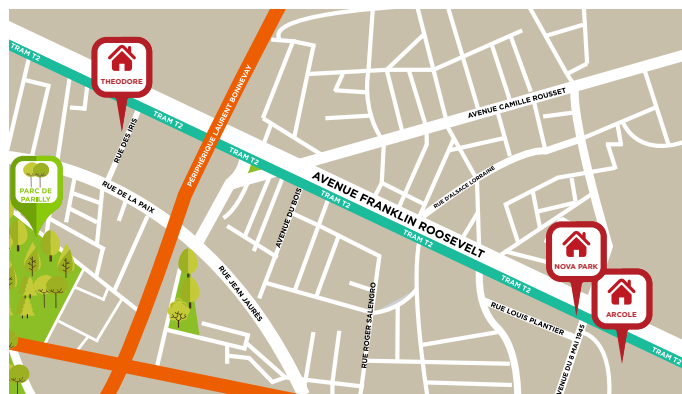 TRAM T2
THEODORE
TRAM T2
RUE DES IRIS
PÉRIPHÉRIQUE LAURENT BONNEVAY
AVENUE CAMILLE ROUSSET
TRAM T2
PARC DE
PARILLY
RUE DE LA PAIX
AVENUE FRANKLIN ROOSEVELT
RUE D'ALSACE LORRAINE
TRAM T2
AVENUE DU BOIS
TRAM T2
NOVA PARK
TRAM T2
RUE JEAN JAURÈS
RUE ROGER SALENGRO
RUE LOUIS PLANTIER
ARCOLE
TRAM T2
VENUE DU 8 MAI 1945